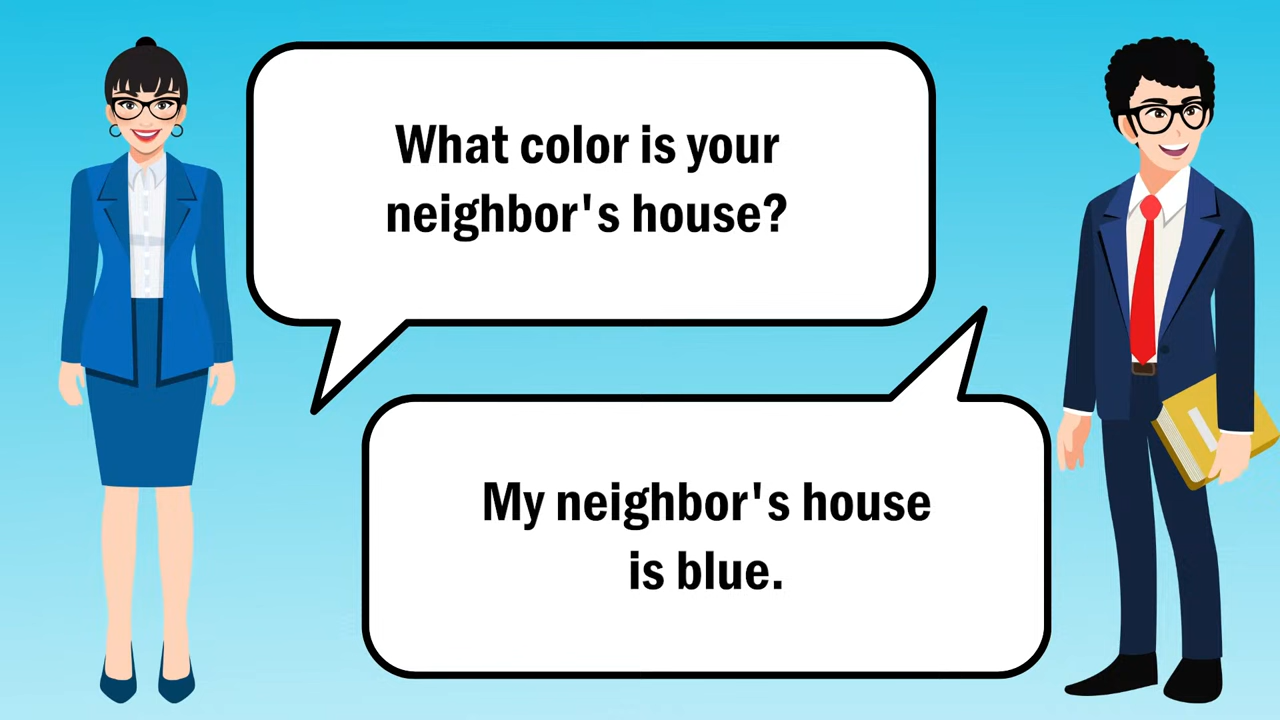 What color is your
neighbor's house?
My neighbor's house
is blue.